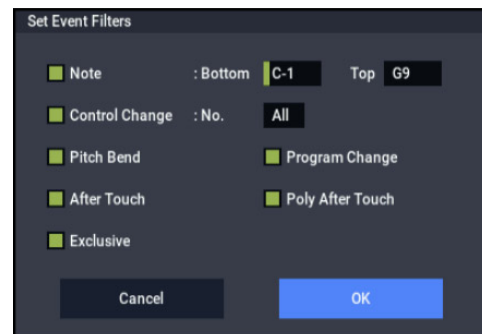 Set Event Filters
Note : Bottom C-1 Top G9
Control Change : No. All
Pitch Bend Program Change
After Touch Poly After Touch
Exclusive
Cancel OK